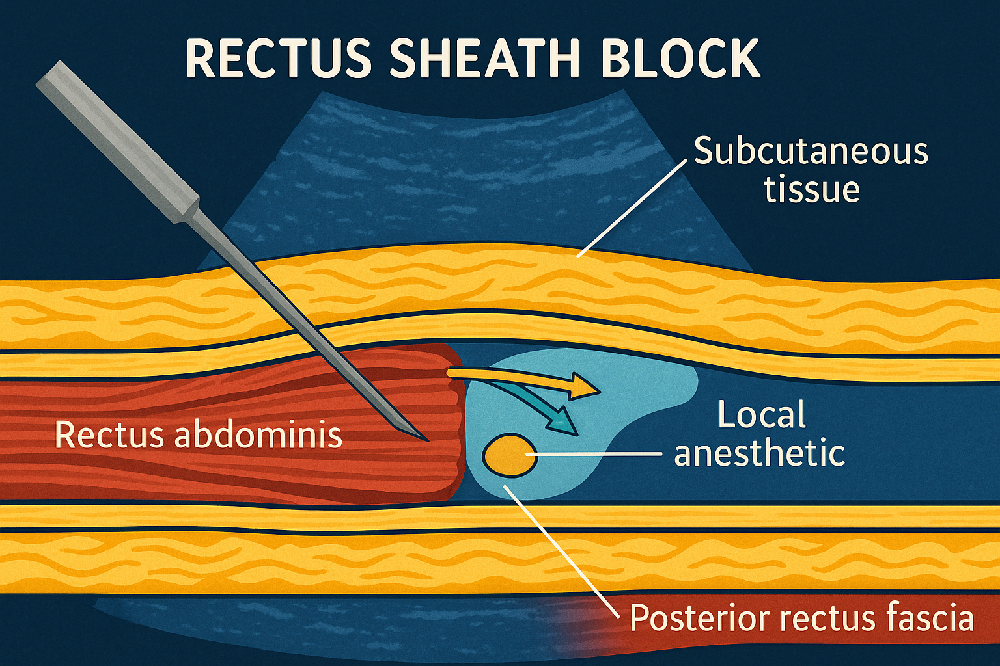 RECTUS SHEATH BLOCK
Subcutaneous
tissue
Rectus abdominis
Local
anesthetic
Posterior rectus fascia